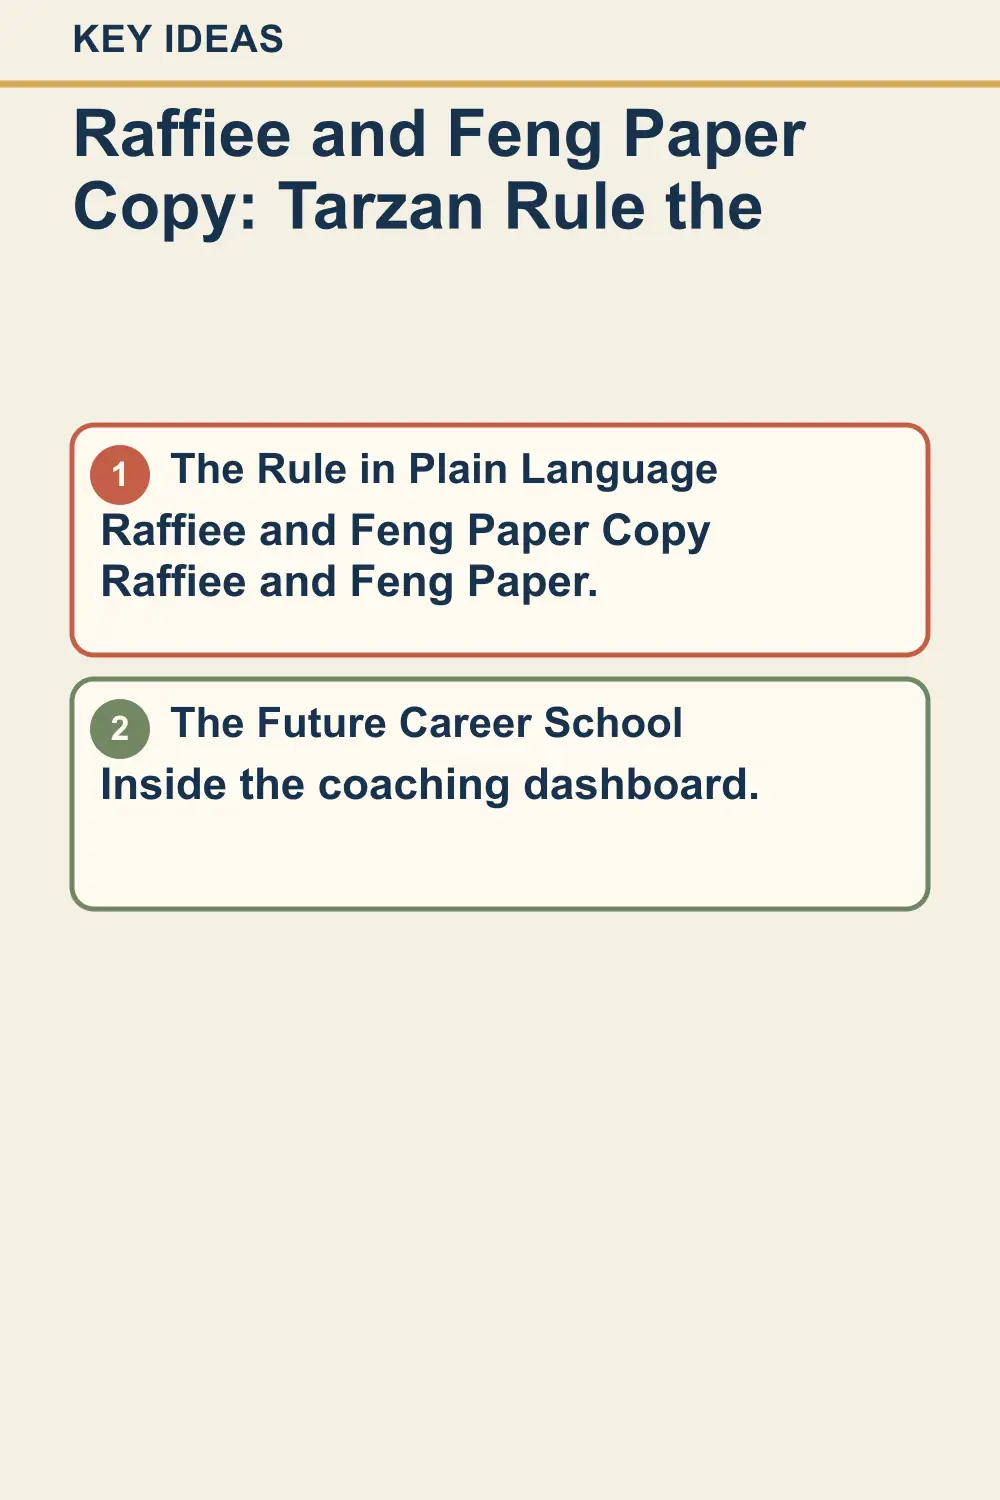 KEY IDEAS
Raffiee and Feng Paper
Copy: Tarzan Rule the
1 The Rule in Plain Language
Raffiee and Feng Paper Copy
Raffiee and Feng Paper.
2 The Future Career School
Inside the coaching dashboard.